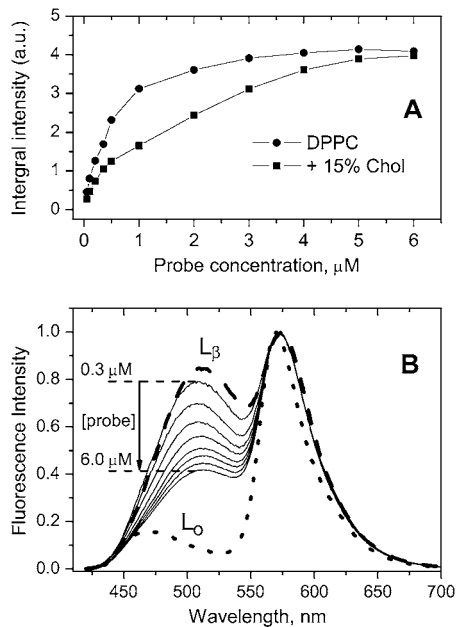 5
4
3
2
1
0
Intergral intensity (a.u.)
A
DPPC
+ 15% Chol
0 1 2 3 4 5 6
Probe concentration, μM
1.0
0.8
0.6
0.4
0.2
0.0
Fluorescence Intensity
B
Lβ
0.3 μM
[probe]
6.0 μM
Lo
450 500 550 600 650 700
Wavelength, nm